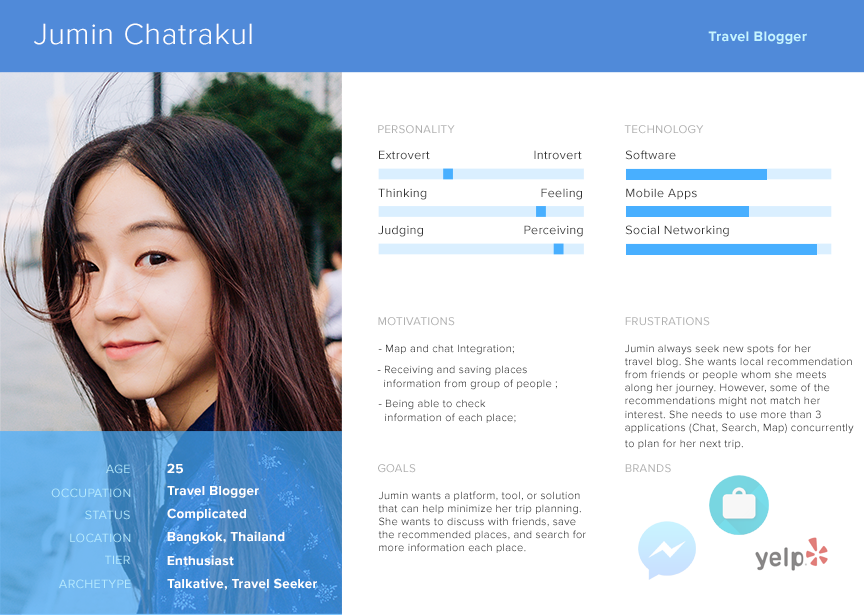 Jumin Chatrakul
Travel Blogger
PERSONALITY
Extrovert Introvert
Thinking Feeling
Judging Perceiving
TECHNOLOGY
Software
Mobile Apps
Social Networking
MOTIVATIONS
- Map and chat Integration;
- Receiving and saving places
information from group of people ;
- Being able to check
information of each place;
FRUSTRATIONS
Jumin always seek new spots for her
travel blog. She wants local recommendation
from friends or people whom she meets
along her journey. However, some of the
recommendations might not match her
interest. She needs to use more than 3
applications (Chat, Search, Map) concurrently
to plan for her next trip.
AGE 25
OCCUPATION Travel Blogger
STATUS Complicated
LOCATION Bangkok, Thailand
TIER Enthusiast
ARCHETYPE Talkative, Travel Seeker
GOALS
Jumin wants a platform, tool, or solution
that can help minimize her trip planning.
She wants to discuss with friends, save
the recommended places, and search for
more information each place.
BRANDS
yelp